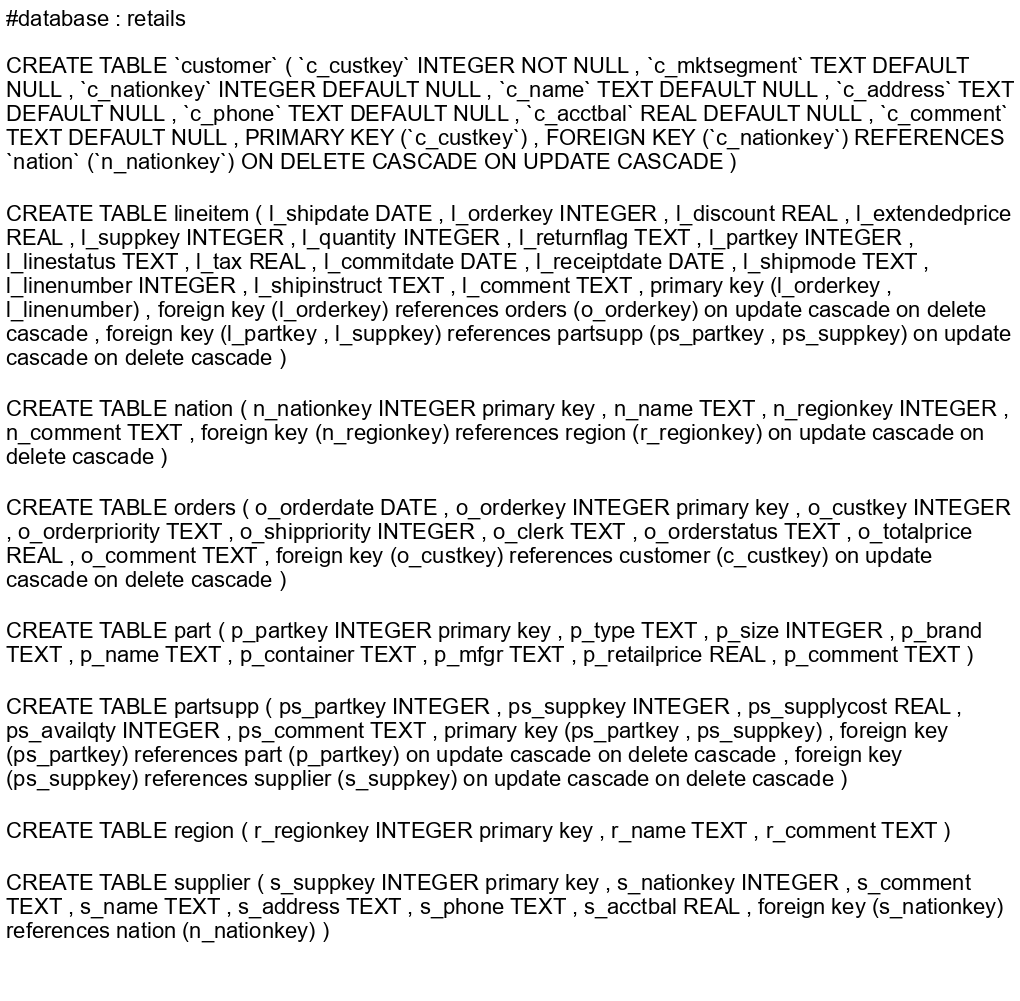 #database : retails
CREATE TABLE `customer` ( `c_custkey` INTEGER NOT NULL , `c_mktsegment` TEXT DEFAULT
NULL , `c_nationkey` INTEGER DEFAULT NULL , `c_name` TEXT DEFAULT NULL , `c_address` TEXT
DEFAULT NULL , `c_phone` TEXT DEFAULT NULL , `c_acctbal` REAL DEFAULT NULL , `c_comment`
TEXT DEFAULT NULL , PRIMARY KEY (`c_custkey`) , FOREIGN KEY (`c_nationkey`) REFERENCES
`nation` (`n_nationkey`) ON DELETE CASCADE ON UPDATE CASCADE )
CREATE TABLE lineitem ( l_shipdate DATE , l_orderkey INTEGER , l_discount REAL , l_extendedprice
REAL , l_suppkey INTEGER , l_quantity INTEGER , l_returnflag TEXT , l_partkey INTEGER ,
l_linestatus TEXT , l_tax REAL , l_commitdate DATE , l_receiptdate DATE , l_shipmode TEXT ,
l_linenumber INTEGER , l_shipinstruct TEXT , l_comment TEXT , primary key (l_orderkey ,
l_linenumber) , foreign key (l_orderkey) references orders (o_orderkey) on update cascade on delete
cascade , foreign key (l_partkey , l_suppkey) references partsupp (ps_partkey , ps_suppkey) on update
cascade on delete cascade )
CREATE TABLE nation ( n_nationkey INTEGER primary key , n_name TEXT , n_regionkey INTEGER ,
n_comment TEXT , foreign key (n_regionkey) references region (r_regionkey) on update cascade on
delete cascade )
CREATE TABLE orders ( o_orderdate DATE , o_orderkey INTEGER primary key , o_custkey INTEGER
, o_orderpriority TEXT , o_shippriority INTEGER , o_clerk TEXT , o_orderstatus TEXT , o_totalprice
REAL , o_comment TEXT , foreign key (o_custkey) references customer (c_custkey) on update
cascade on delete cascade )
CREATE TABLE part ( p_partkey INTEGER primary key , p_type TEXT , p_size INTEGER , p_brand
TEXT , p_name TEXT , p_container TEXT , p_mfgr TEXT , p_retailprice REAL , p_comment TEXT )
CREATE TABLE partsupp ( ps_partkey INTEGER , ps_suppkey INTEGER , ps_supplycost REAL ,
ps_availqty INTEGER , ps_comment TEXT , primary key (ps_partkey , ps_suppkey) , foreign key
(ps_partkey) references part (p_partkey) on update cascade on delete cascade , foreign key
(ps_suppkey) references supplier (s_suppkey) on update cascade on delete cascade )
CREATE TABLE region ( r_regionkey INTEGER primary key , r_name TEXT , r_comment TEXT )
CREATE TABLE supplier ( s_suppkey INTEGER primary key , s_nationkey INTEGER , s_comment
TEXT , s_name TEXT , s_address TEXT , s_phone TEXT , s_acctbal REAL , foreign key (s_nationkey)
references nation (n_nationkey) )